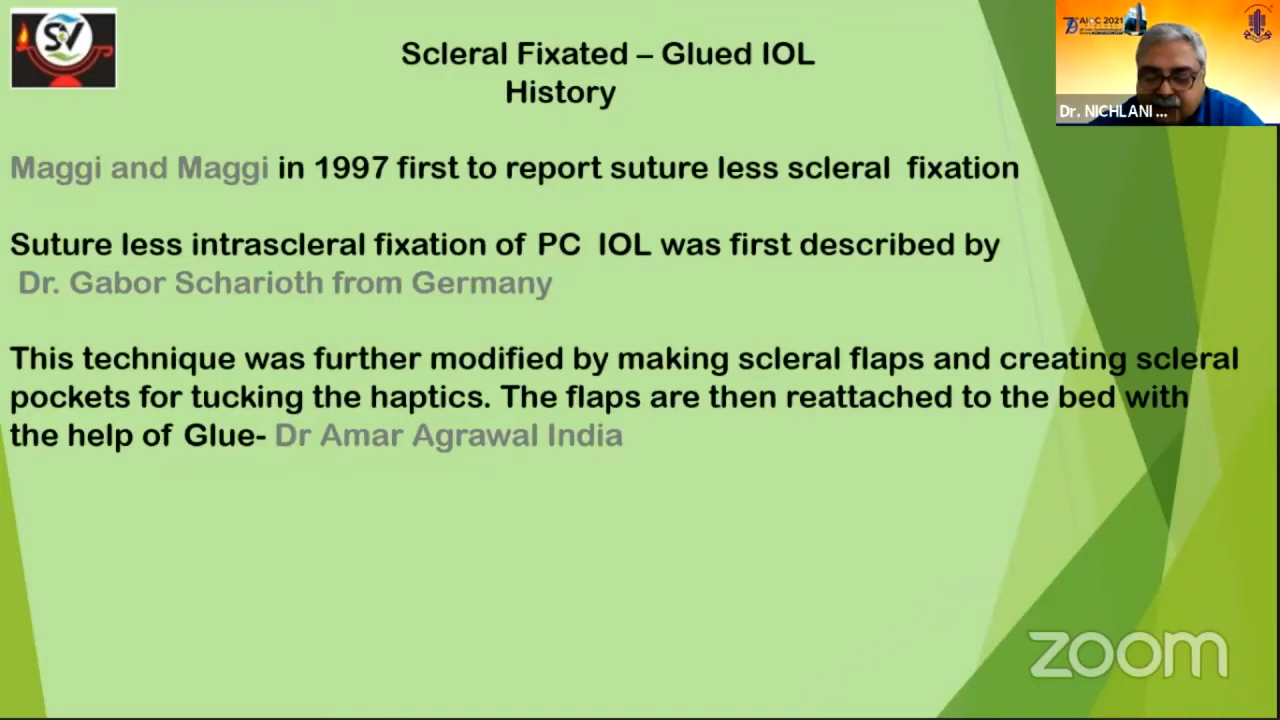 Scleral Fixated – Glued IOL
History
Maggi and Maggi in 1997 first to report suture less scleral fixation
Suture less intrascleral fixation of PC IOL was first described by
Dr. Gabor Scharioth from Germany
This technique was further modified by making scleral flaps and creating scleral
pockets for tucking the haptics. The flaps are then reattached to the bed with
the help of Glue- Dr Amar Agrawal India
SV
AIOC 2021
Dr. NICHLANI ...
zoom